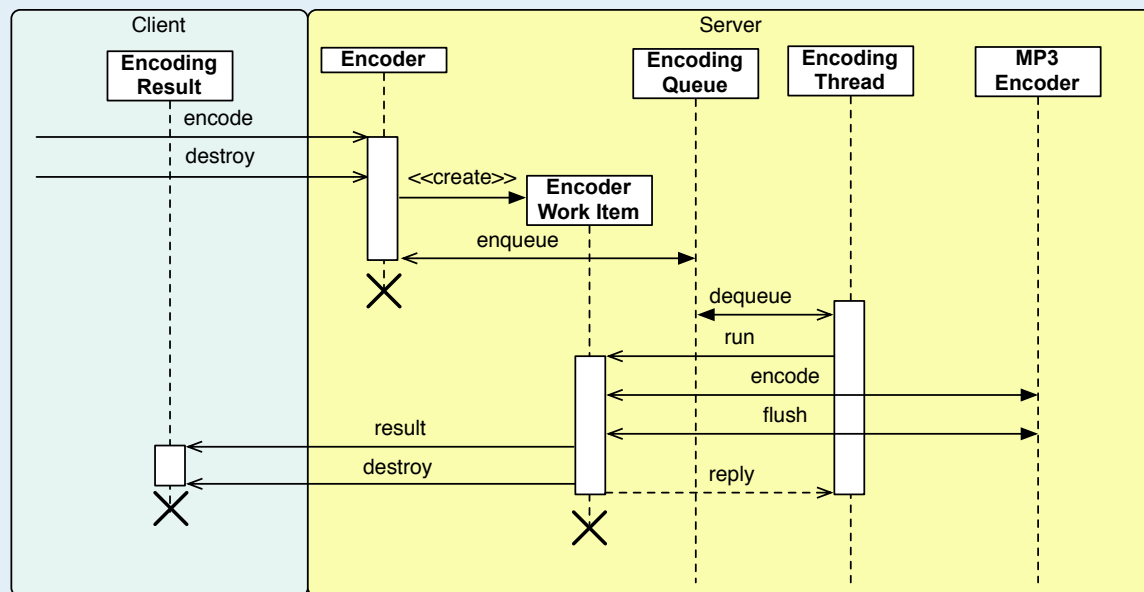 Client
Server
Encoding
Result
Encoder
Encoding
Queue
Encoding
Thread
MP3
Encoder
encode
destroy
<<create>>
Encoder
Work Item
enqueue
dequeue
run
encode
flush
result
destroy
reply